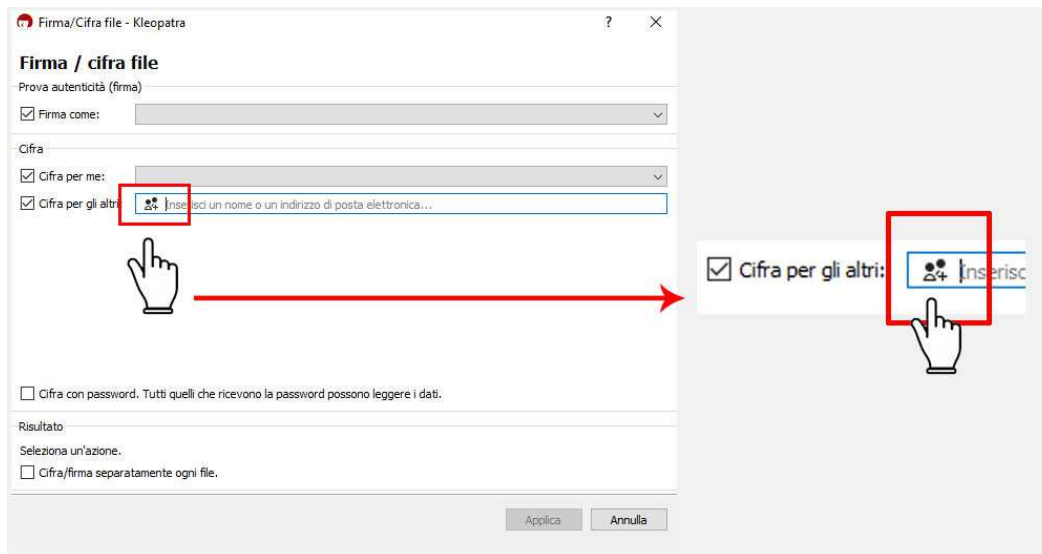 Firma/Cifra file - Kleopatra
Firma / cifra file
Prova autenticità (firma)
Firma come:
Cifra
Cifra per me:
Cifra per gli altri
Inserisci un nome o un indirizzo di posta elettronica...
Cifra per gli altri:
Inserisc
Cifra con password. Tutti quelli che ricevono la password possono leggere i dati.
Risultato
Seleziona un'azione.
Cifra/firma separatamente ogni file.
Applica
Annulla